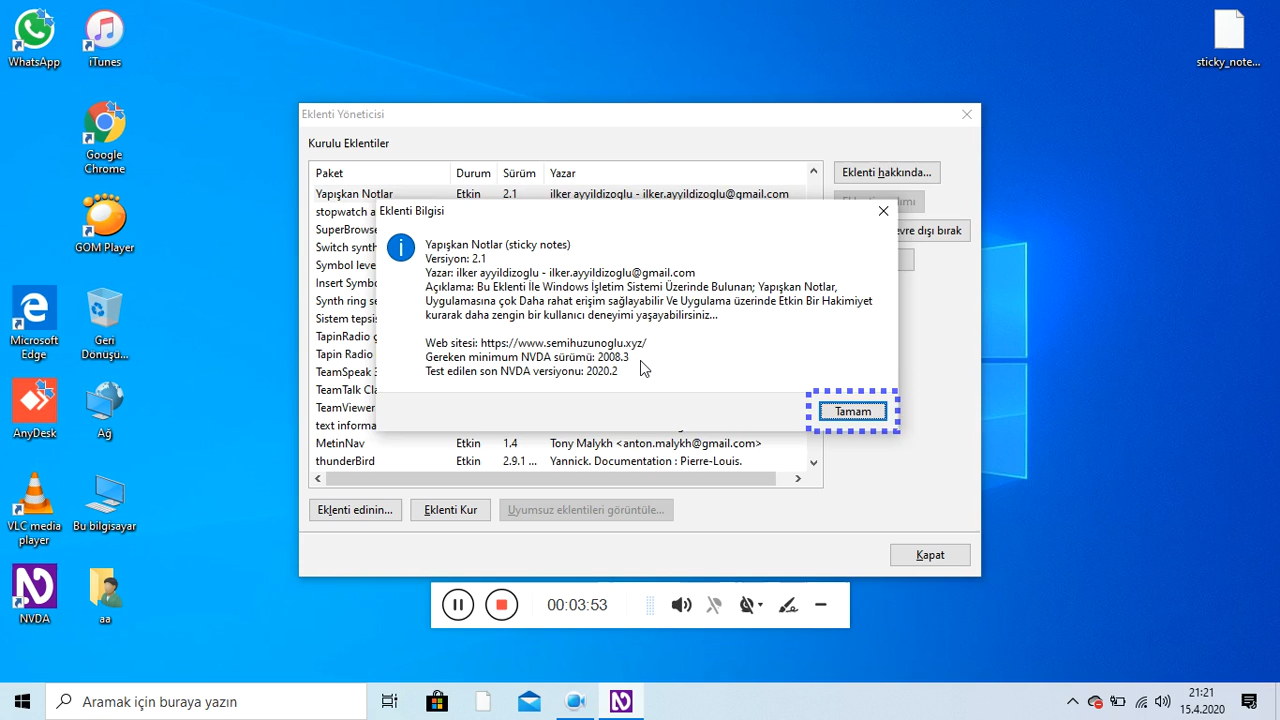 WhatsApp
iTunes
sticky_note...
Google
Chrome
GOM Player
Microsoft
Edge
Geri
Dönüşü...
AnyDesk
Ağ
VLC media
player
Bu bilgisayar
NVDA
aa
Eklenti Yöneticisi
Kurulu Eklentiler
Paket Durum Sürüm Yazar
Yapışkan Notlar Etkin 2.1 ilker ayyildizoglu - ilker.ayyildizoglu@gmail.com
stopwatch a
SuperBrowse
Switch synth
Symbol leve
Insert Symbo
Synth ring se
Sistem tepsis
TapinRadio g
Tapin Radio
TeamSpeak 3
TeamTalk Cla
TeamViewer
text informa
MetinNav Etkin 1.4 Tony Malykh <anton.malykh@gmail.com>
thunderBird Etkin 2.9.1 ... Yannick. Documentation : Pierre-Louis.
Eklenti hakkında...
evre dışı bırak
Eklenti Bilgisi
Yapışkan Notlar (sticky notes)
Versiyon: 2.1
Yazar: ilker ayyildizoglu - ilker.ayyildizoglu@gmail.com
Açıklama: Bu Eklenti İle Windows İşletim Sistemi Üzerinde Bulunan; Yapışkan Notlar,
Uygulamasına çok Daha rahat erişim sağlayabilir Ve Uygulama üzerinde Etkin Bir Hakimiyet
kurarak daha zengin bir kullanıcı deneyimi yaşayabilirsiniz...
Web sitesi: https://www.semihuzunoglu.xyz/
Gereken minimum NVDA sürümü: 2008.3
Test edilen son NVDA versiyonu: 2020.2
Tamam
Eklenti edinin...
Eklenti Kur
Uyumsuz eklentileri görüntüle...
Kapat
00:03:53
Aramak için buraya yazın
21:21
15.4.2020